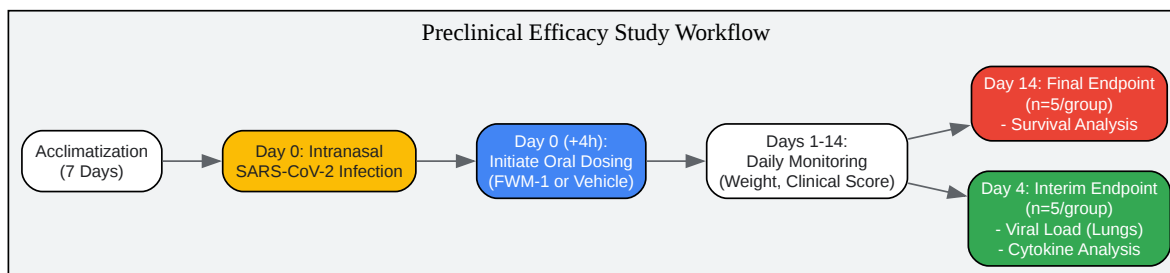 Preclinical Efficacy Study Workflow
Acclimatization
(7 Days)
Day 0: Intranasal
SARS-CoV-2 Infection
Day 0 (+4h):
Initiate Oral Dosing
(FWM-1 or Vehicle)
Days 1-14:
Daily Monitoring
(Weight, Clinical Score)
Day 14: Final Endpoint
(n=5/group)
- Survival Analysis
Day 4: Interim Endpoint
(n=5/group)
- Viral Load (Lungs)
- Cytokine Analysis